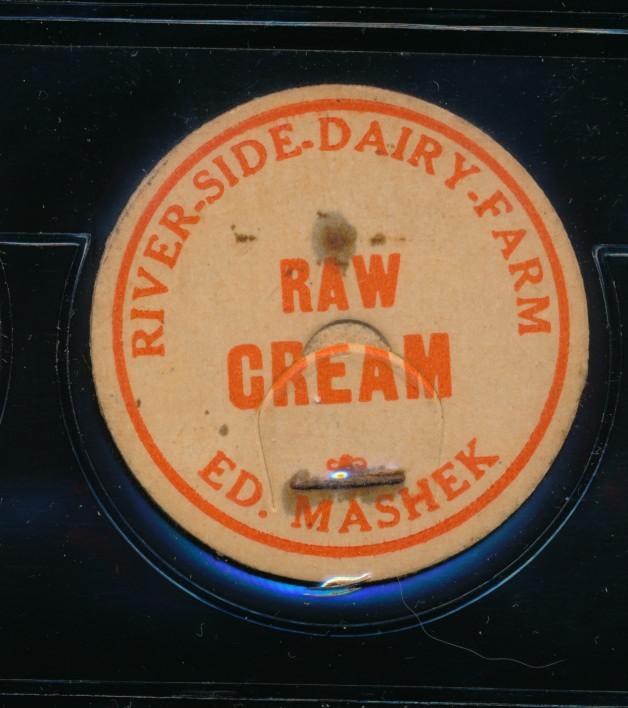 RIVER-SIDE-DAIRY-FARM
RAW
CREAM
ED. MASHEK